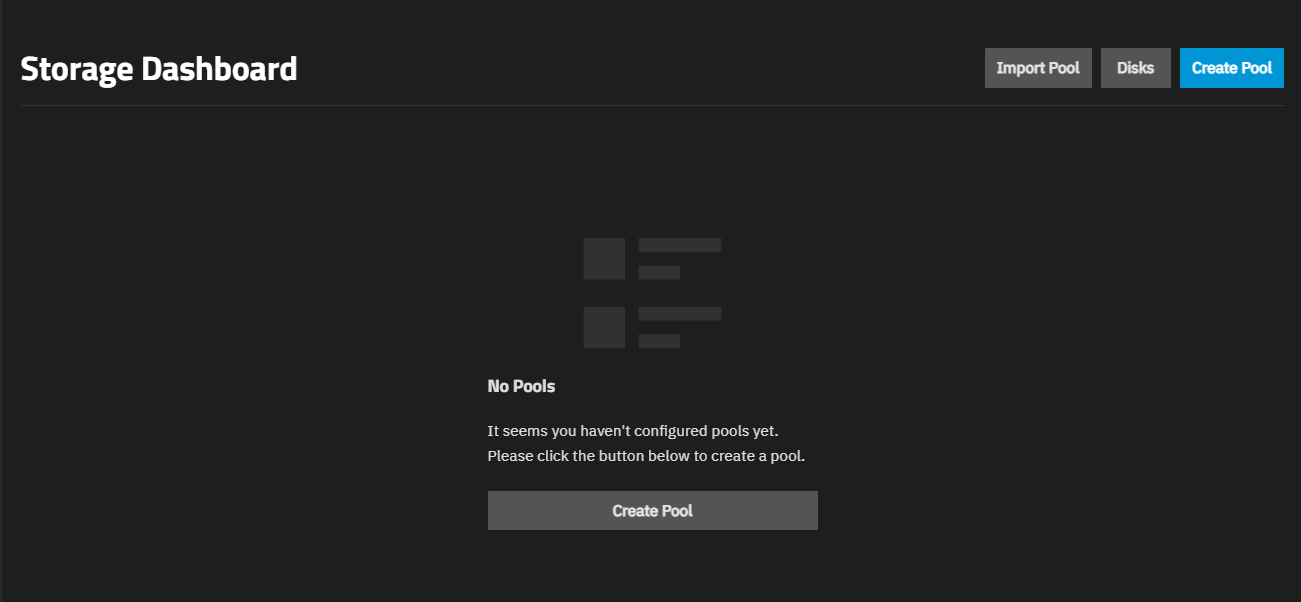 Storage Dashboard
Import Pool
Disks
Create Pool
No Pools
It seems you haven't configured pools yet.
Please click the button below to create a pool.
Create Pool